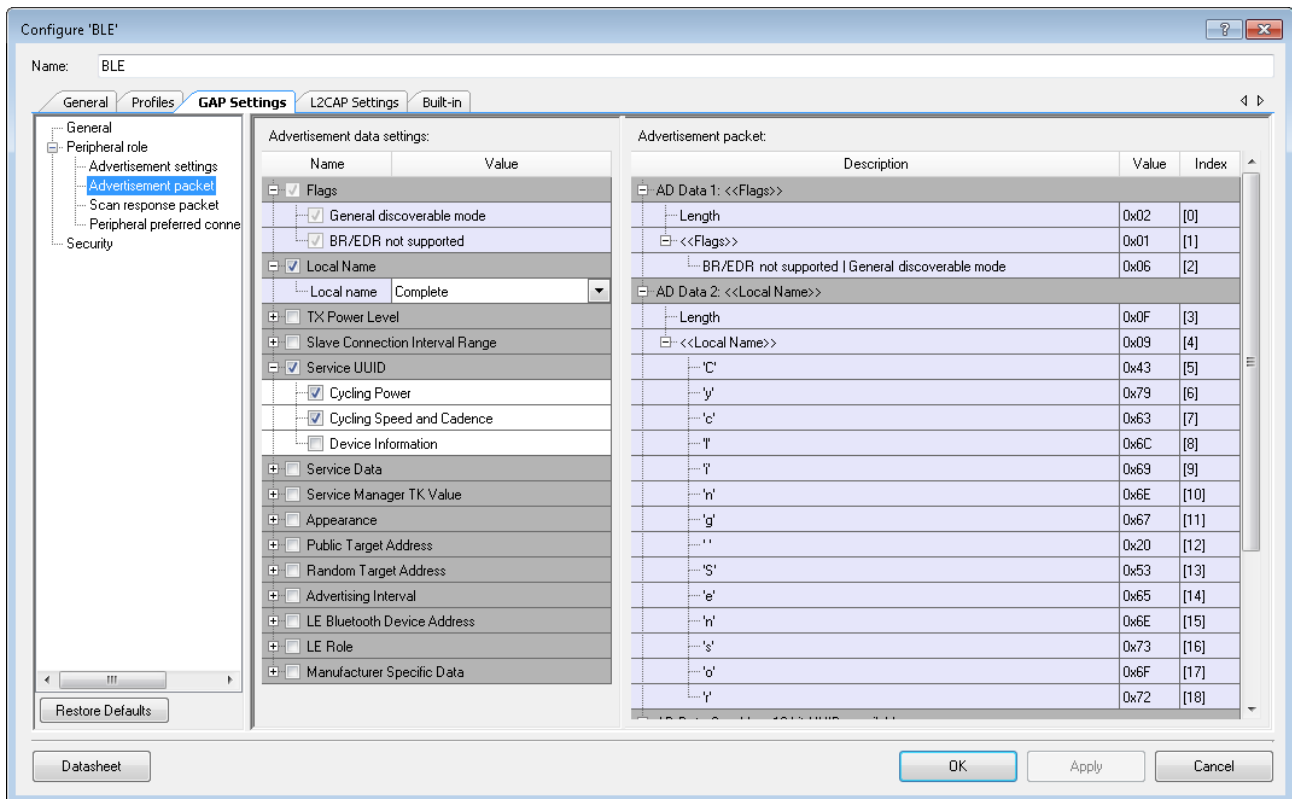 Configure 'BLE'
Name: BLE
General Profiles GAP Settings L2CAP Settings Built-in
General
Peripheral role
Advertisement settings
Advertisement packet
Scan response packet
Peripheral preferred conne
Security
Restore Defaults
Advertisement data settings:
Name Value
Flags
General discoverable mode
BR/EDR not supported
Local Name
Local name Complete
TX Power Level
Slave Connection Interval Range
Service UUID
Cycling Power
Cycling Speed and Cadence
Device Information
Service Data
Service Manager TK Value
Appearance
Public Target Address
Random Target Address
Advertising Interval
LE Bluetooth Device Address
LE Role
Manufacturer Specific Data
Advertisement packet:
Description Value Index
AD Data 1: <<Flags>>
Length 0x02 [0]
<<Flags>> 0x01 [1]
BR/EDR not supported | General discoverable mode 0x06 [2]
AD Data 2: <<Local Name>>
Length 0x0F [3]
<<Local Name>> 0x09 [4]
'C' 0x43 [5]
'y' 0x79 [6]
'c' 0x63 [7]
'l' 0x6C [8]
'i' 0x69 [9]
'n' 0x6E [10]
'g' 0x67 [11]
' ' 0x20 [12]
'S' 0x53 [13]
'e' 0x65 [14]
'n' 0x6E [15]
's' 0x73 [16]
'o' 0x6F [17]
'r' 0x72 [18]
Datasheet OK Apply Cancel